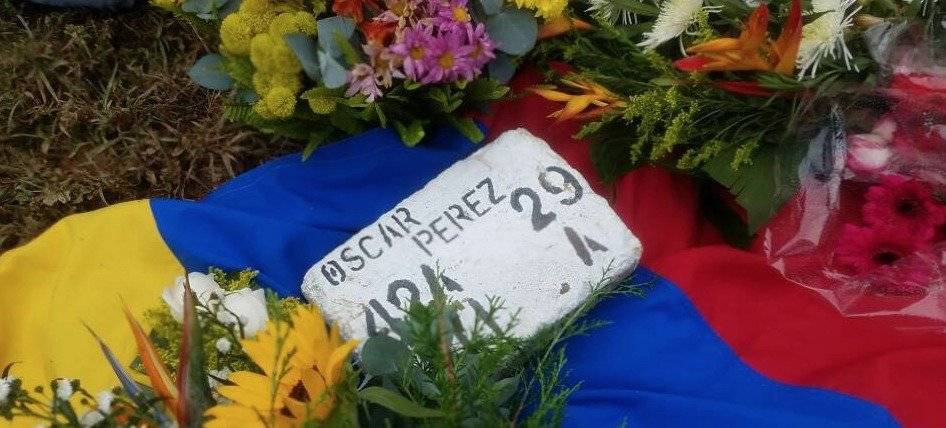 OSCAR
PEREZ
29
A